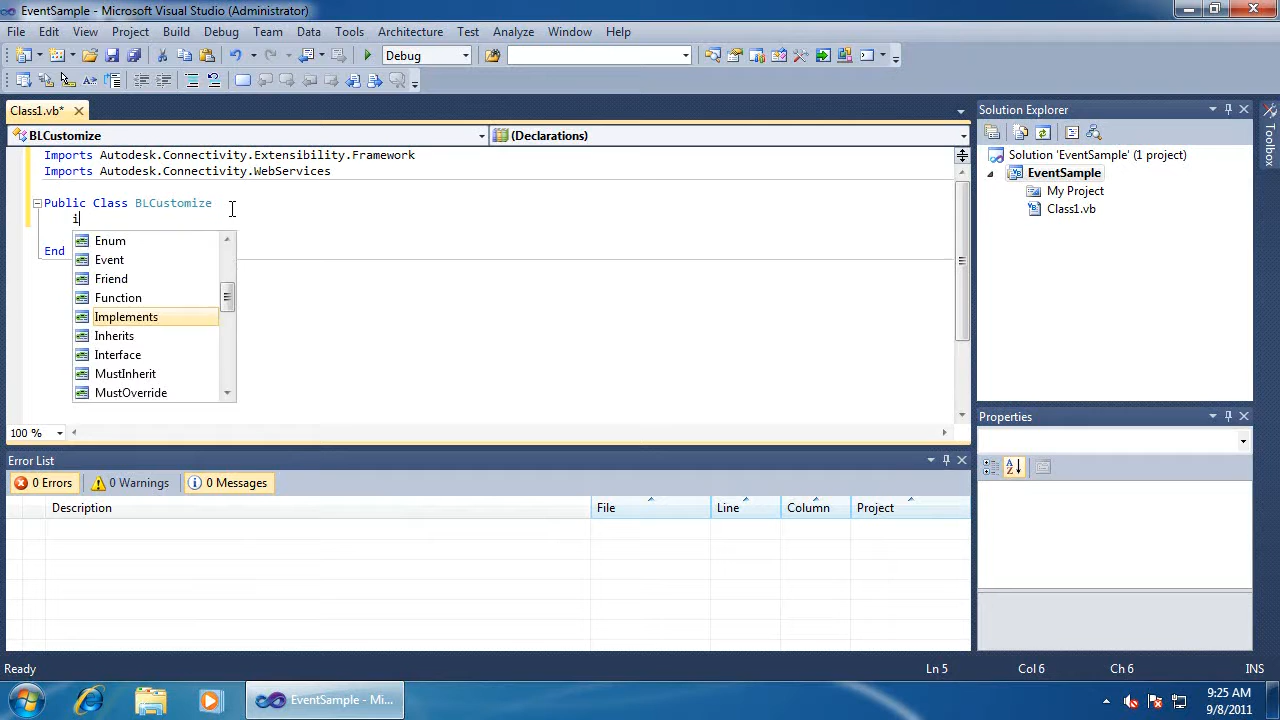 EventSample - Microsoft Visual Studio (Administrator)
File Edit View Project Build Debug Team Data Tools Architecture Test Analyze Window Help
Debug
Class1.vb*
BLCustomize
(Declarations)
Imports Autodesk.Connectivity.Extensibility.Framework
Imports Autodesk.Connectivity.WebServices
Public Class BLCustomize
i
End
Enum
Event
Friend
Function
Implements
Inherits
Interface
MustInherit
MustOverride
100 %
Solution Explorer
Solution 'EventSample' (1 project)
EventSample
My Project
Class1.vb
Toolbox
Properties
Error List
0 Errors 0 Warnings 0 Messages
Description File Line Column Project
Ready Ln 5 Col 6 Ch 6 INS
EventSample - Mi...
9:25 AM
9/8/2011